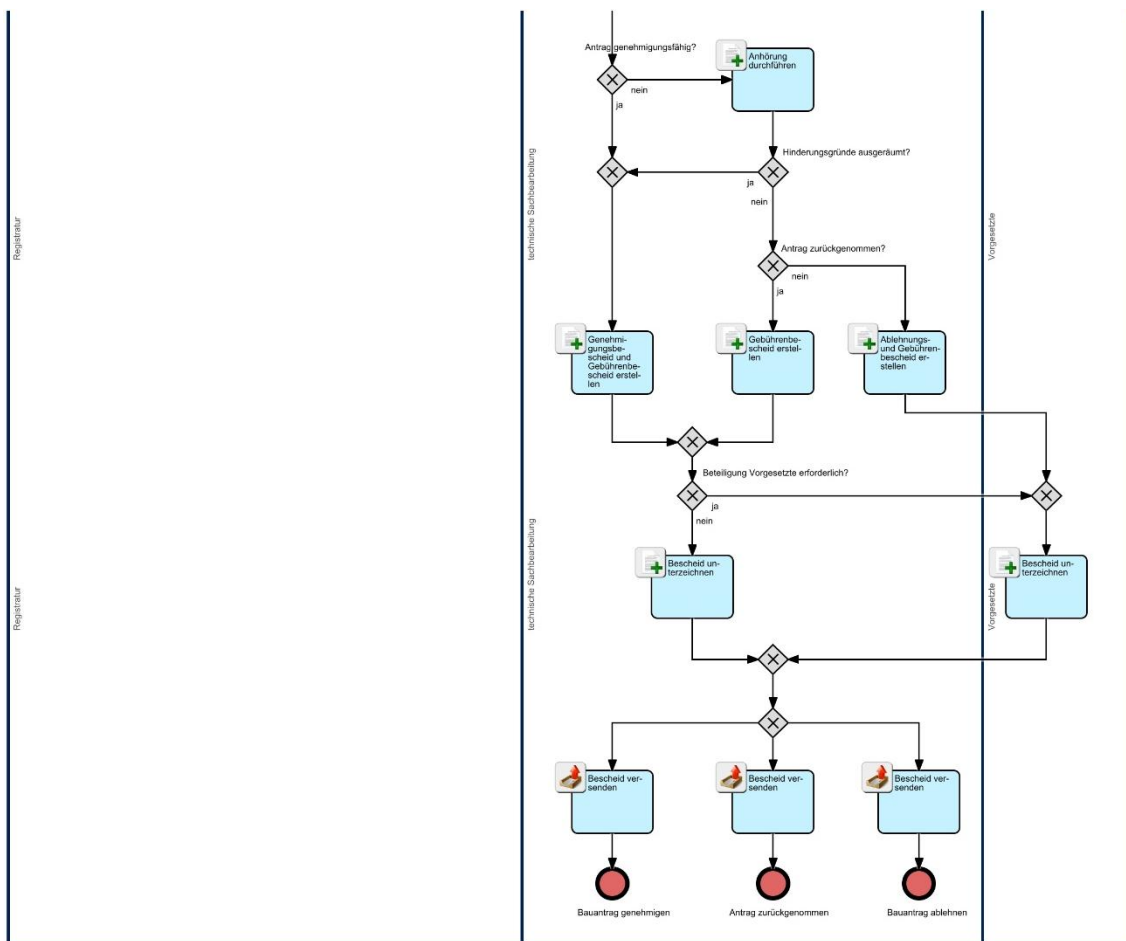 Antrag genehmigungsfähig?
Anhörung
durchführen
nein
ja
Hinderungsgründe ausgeräumt?
ja
nein
Registratur
technische Sachbearbeitung
Vorgesetzte
Antrag zurückgenommen?
nein
ja
Genehmi-
gungsbe-
scheid und
Gebührenbe-
scheid erstel-
len
Gebührenbe-
scheid erstel-
len
Ablehnungs-
und Gebühren-
bescheid er-
stellen
Beteiligung Vorgesetzte erforderlich?
ja
nein
Bescheid un-
terzeichnen
Bescheid un-
terzeichnen
Registratur
technische Sachbearbeitung
Vorgesetzte
Bescheid ver-
senden
Bescheid ver-
senden
Bescheid ver-
senden
Bauantrag genehmigen
Antrag zurückgenommen
Bauantrag ablehnen